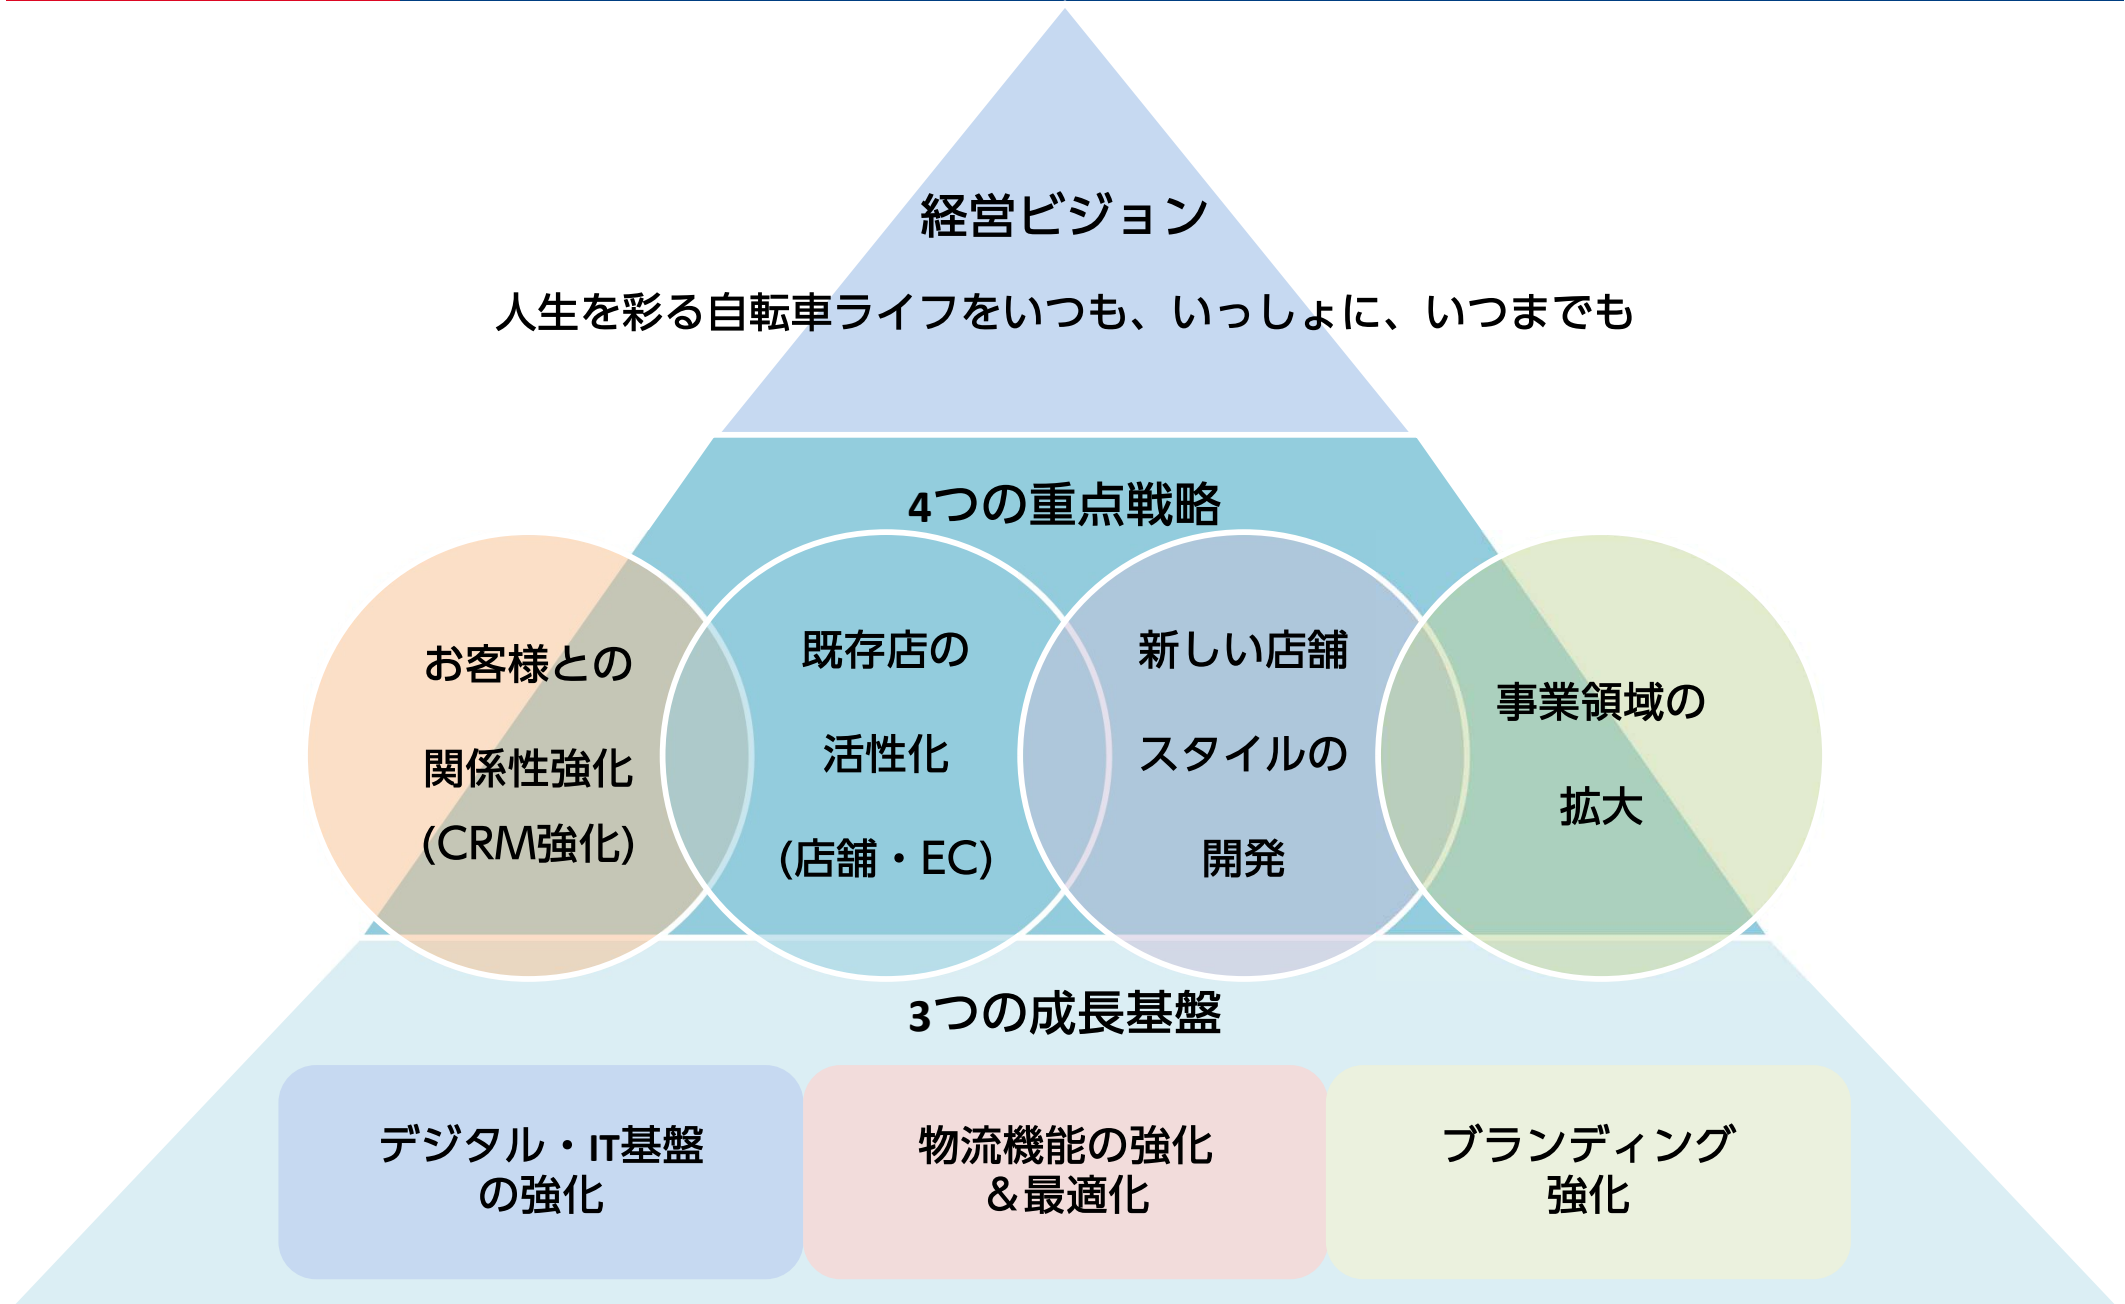 経営ビジョン
人生を彩る自転車ライフをいつも、いっしょに、いつまでも
4つの重点戦略
お客様との
関係性強化
(CRM強化)
既存店の
活性化
(店舗・EC)
新しい店舗
スタイルの
開発
事業領域の
拡大
3つの成長基盤
デジタル・IT基盤
の強化
物流機能の強化
＆最適化
ブランディング
強化